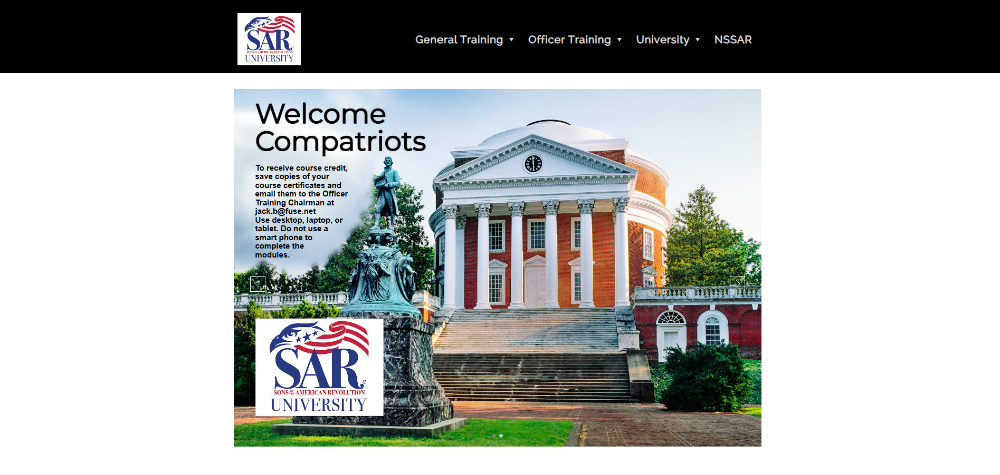 SAR
SONS OF THE AMERICAN REVOLUTION
UNIVERSITY
General Training
Officer Training
University
NSSAR
Welcome
Compatriots
To receive course credit,
save copies of your
course certificates and
email them to the Officer
Training Chairman at
jack.b@fuse.net
Use desktop, laptop, or
tablet. Do not use a
smart phone to
complete the
modules.
SAR©
SONS OF THE AMERICAN REVOLUTION
UNIVERSITY